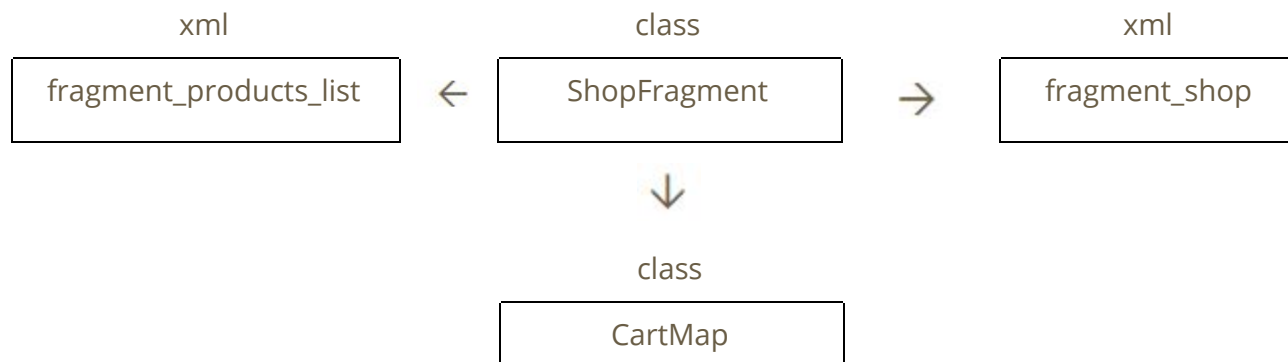 xml class xml
fragment_products_list ← ShopFragment → fragment_shop
↓
class
CartMap